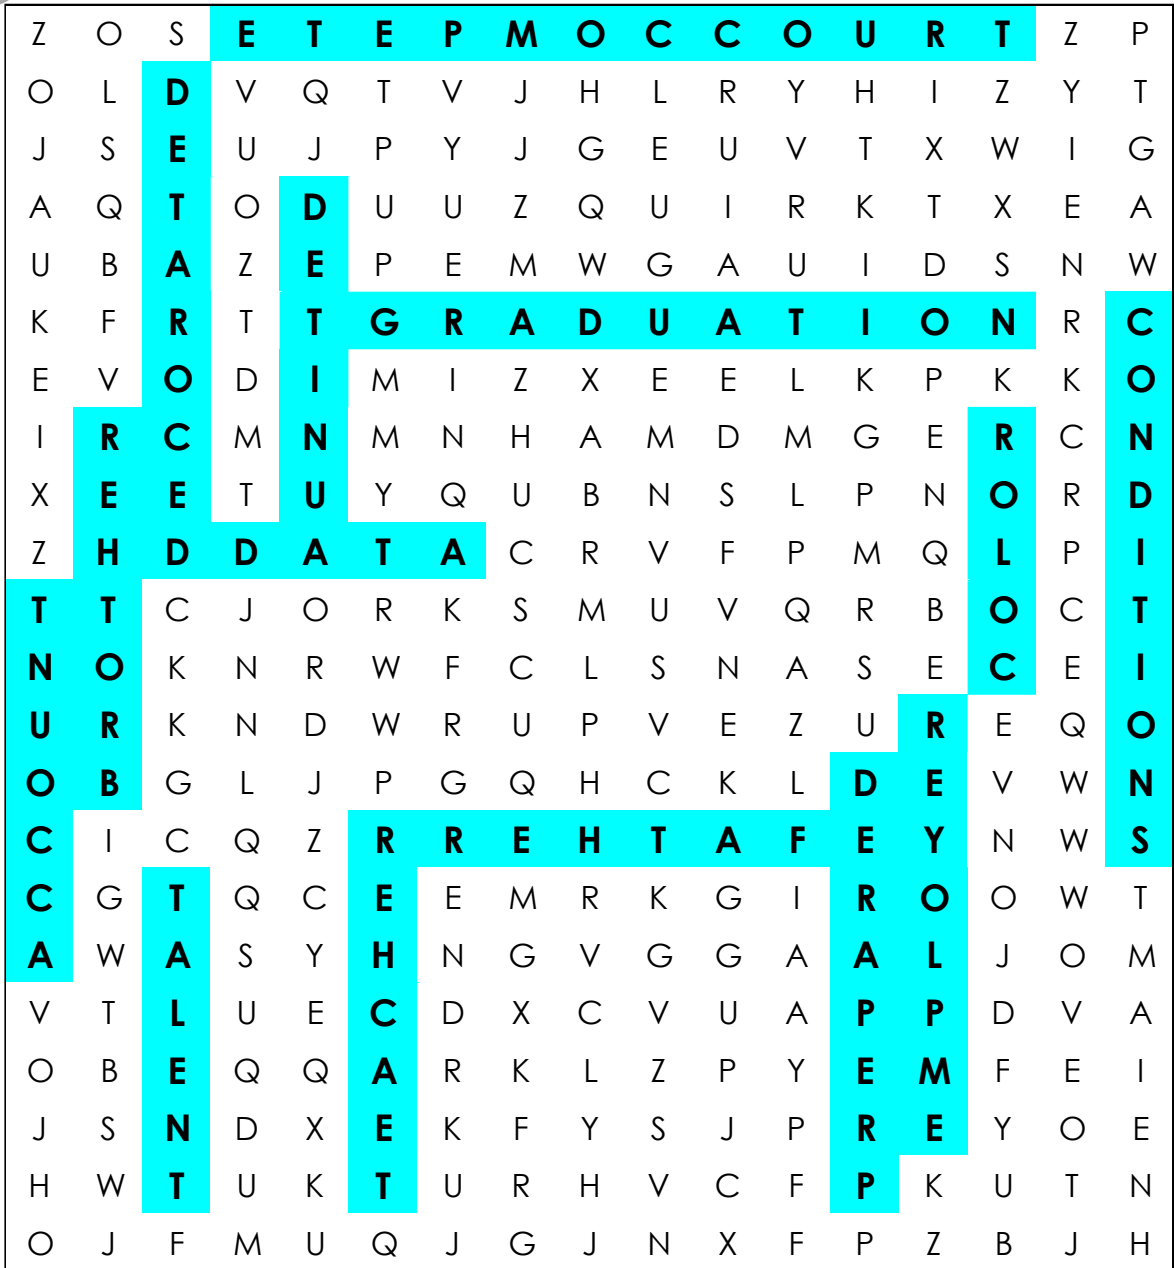 Z O S E T E P M O C C O U R T Z P
O L D V Q T V J H L R Y H I Z Y T
J S E U J P Y J G E U V T X W I G
A Q T O D U U Z Q U I R K T X E A
U B A Z E P E M W G A U I D S N W
K F R T T G R A D U A T I O N R C
E V O D I M I Z X E E L K P K K O
I R C M N M N H A M D M G E R C N
X E E T U Y Q U B N S L P N O R D
Z H D D A T A C R V F P M Q L P I
T T C J O R K S M U V Q R B O C T
N O K N R W F C L S N A S E C E I
U R K N D W R U P V E Z U R E Q O
O B G L J P G Q H C K L D E V W N
C I C Q Z R R E H T A F E Y N W S
C G T Q C E E M R K G I R O O W T
A W A S Y H N G V G G A A L J O M
V T L U E C D X C V U A P P D V A
O B E Q Q A R K L Z P Y E M F E I
J S N D X E K F Y S J P R E Y O E
H W T U K T U R H V C F P K U T N
O J F M U Q J G J N X F P Z B J H